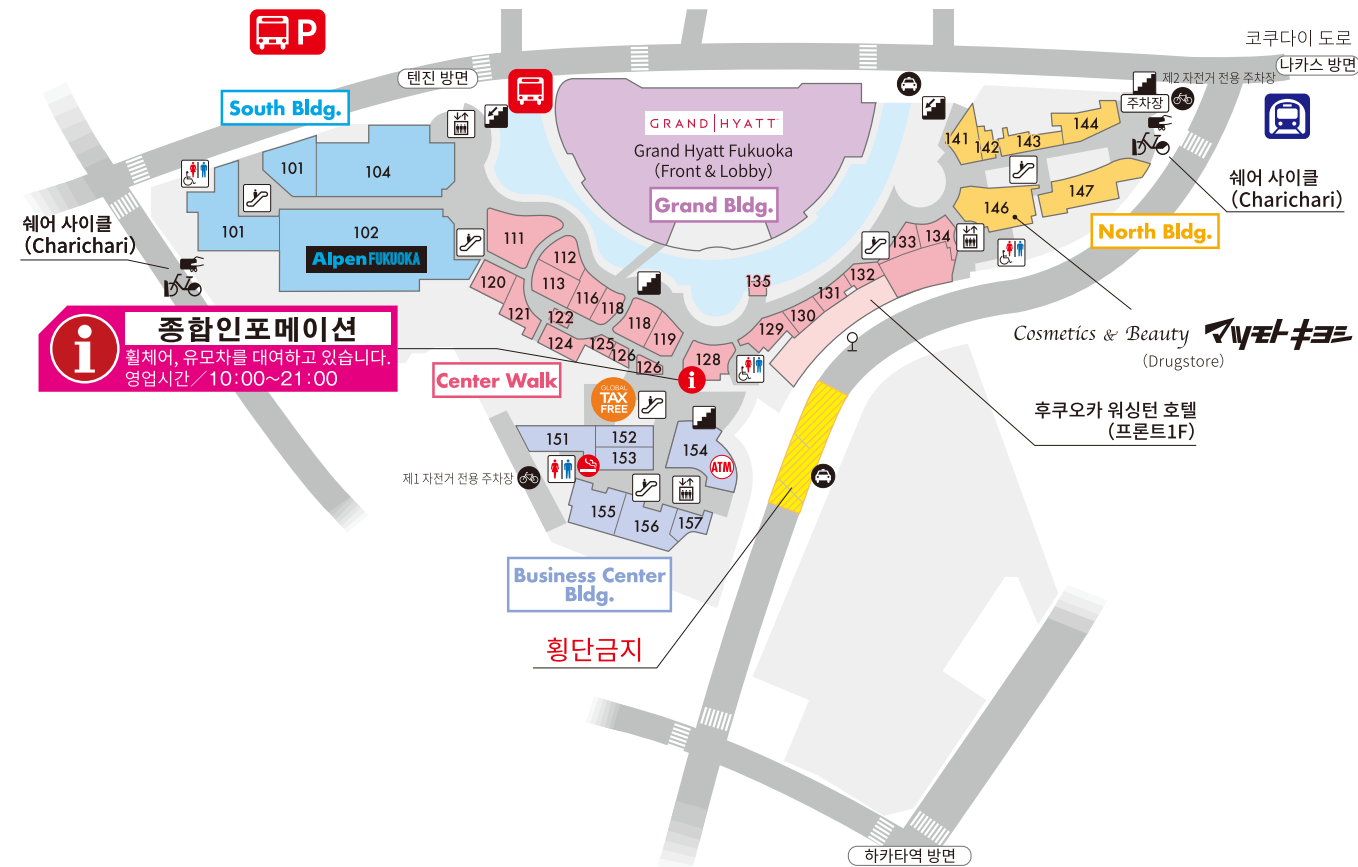 P
코쿠다이 도로
나카스 방면
텐진 방면
제2 자전거 전용 주차장
주차장
South Bldg.
GRAND HYATT
Grand Hyatt Fukuoka
(Front & Lobby)
Grand Bldg.
141
142
143
144
146
147
North Bldg.
쉐어 사이클
(Charichari)
101
104
101
102
Alpen FUKUOKA
쉐어 사이클
(Charichari)
111
112
113
116
118
118
119
120
121
122
124
125
126
126
128
129
130
131
132
133
134
135
종합인포메이션
휠체어, 유모차를 대여하고 있습니다.
영업시간／10:00~21:00
i
i
Center Walk
Cosmetics & Beauty マツモトキヨシ
(Drugstore)
후쿠오카 워싱턴 호텔
(프론트1F)
GLOBAL
TAX
FREE
151
152
153
154
ATM
제1 자전거 전용 주차장
155
156
157
Business Center
Bldg.
횡단금지
하카타역 방면